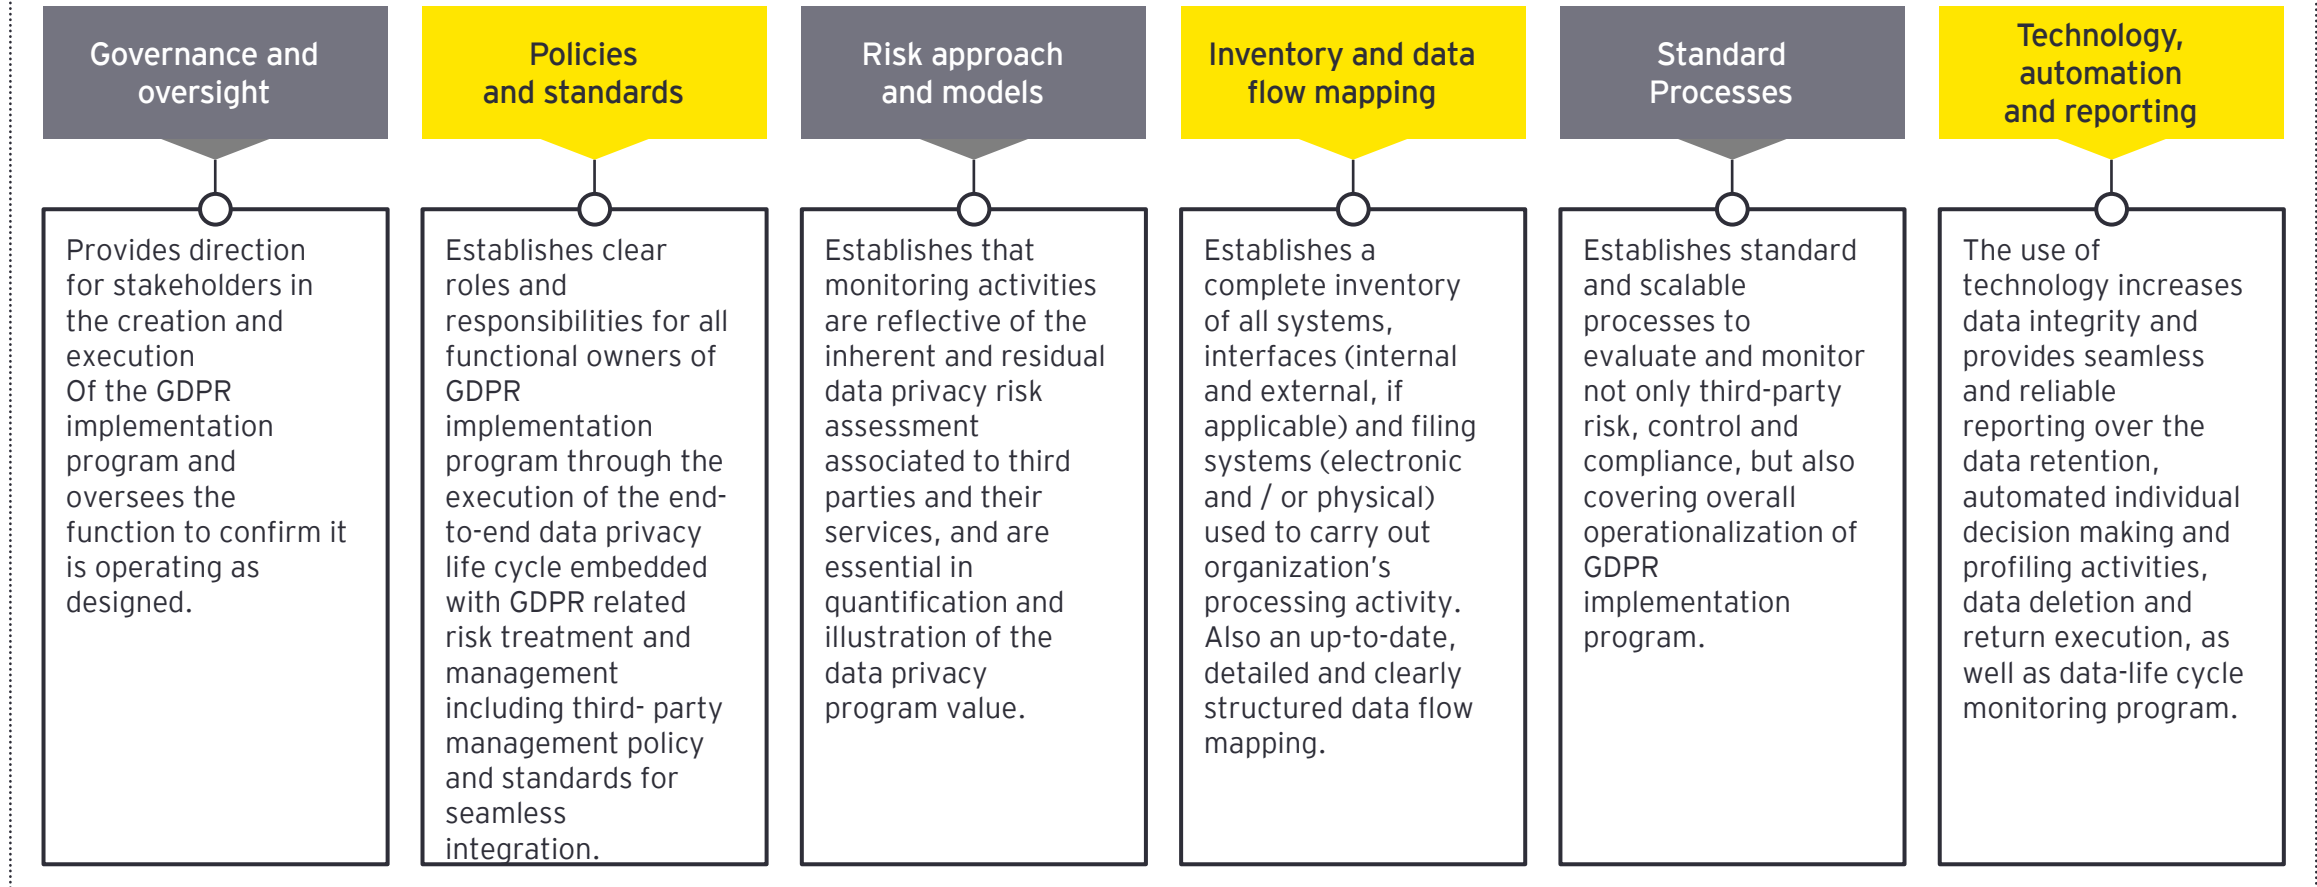 Governance and
oversight
Provides direction
for stakeholders in
the creation and
execution
Of the GDPR
implementation
program and
oversees the
function to confirm it
is operating as
designed.
Policies
and standards
Establishes clear
roles and
responsibilities for all
functional owners of
GDPR
implementation
program through the
execution of the end-
to-end data privacy
life cycle embedded
with GDPR related
risk treatment and
management
including third- party
management policy
and standards for
seamless
integration.
Risk approach
and models
Establishes that
monitoring activities
are reflective of the
inherent and residual
data privacy risk
assessment
associated to third
parties and their
services, and are
essential in
quantification and
illustration of the
data privacy
program value.
Inventory and data
flow mapping
Establishes a
complete inventory
of all systems,
interfaces (internal
and external, if
applicable) and filing
systems (electronic
and / or physical)
used to carry out
organization’s
processing activity.
Also an up-to-date,
detailed and clearly
structured data flow
mapping.
Standard
Processes
Establishes standard
and scalable
processes to
evaluate and monitor
not only third-party
risk, control and
compliance, but also
covering overall
operationalization of
GDPR
implementation
program.
Technology,
automation
and reporting
The use of
technology increases
data integrity and
provides seamless
and reliable
reporting over the
data retention,
automated individual
decision making and
profiling activities,
data deletion and
return execution, as
well as data-life cycle
monitoring program.